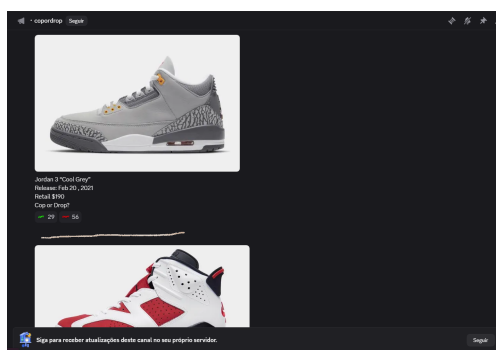 · copordrop Seguir
Jordan 3 "Cool Grey"
Release: Feb 20 , 2021
Retail $190
Cop or Drop?
29 56
Siga para receber atualizações deste canal no seu próprio servidor. Seguir